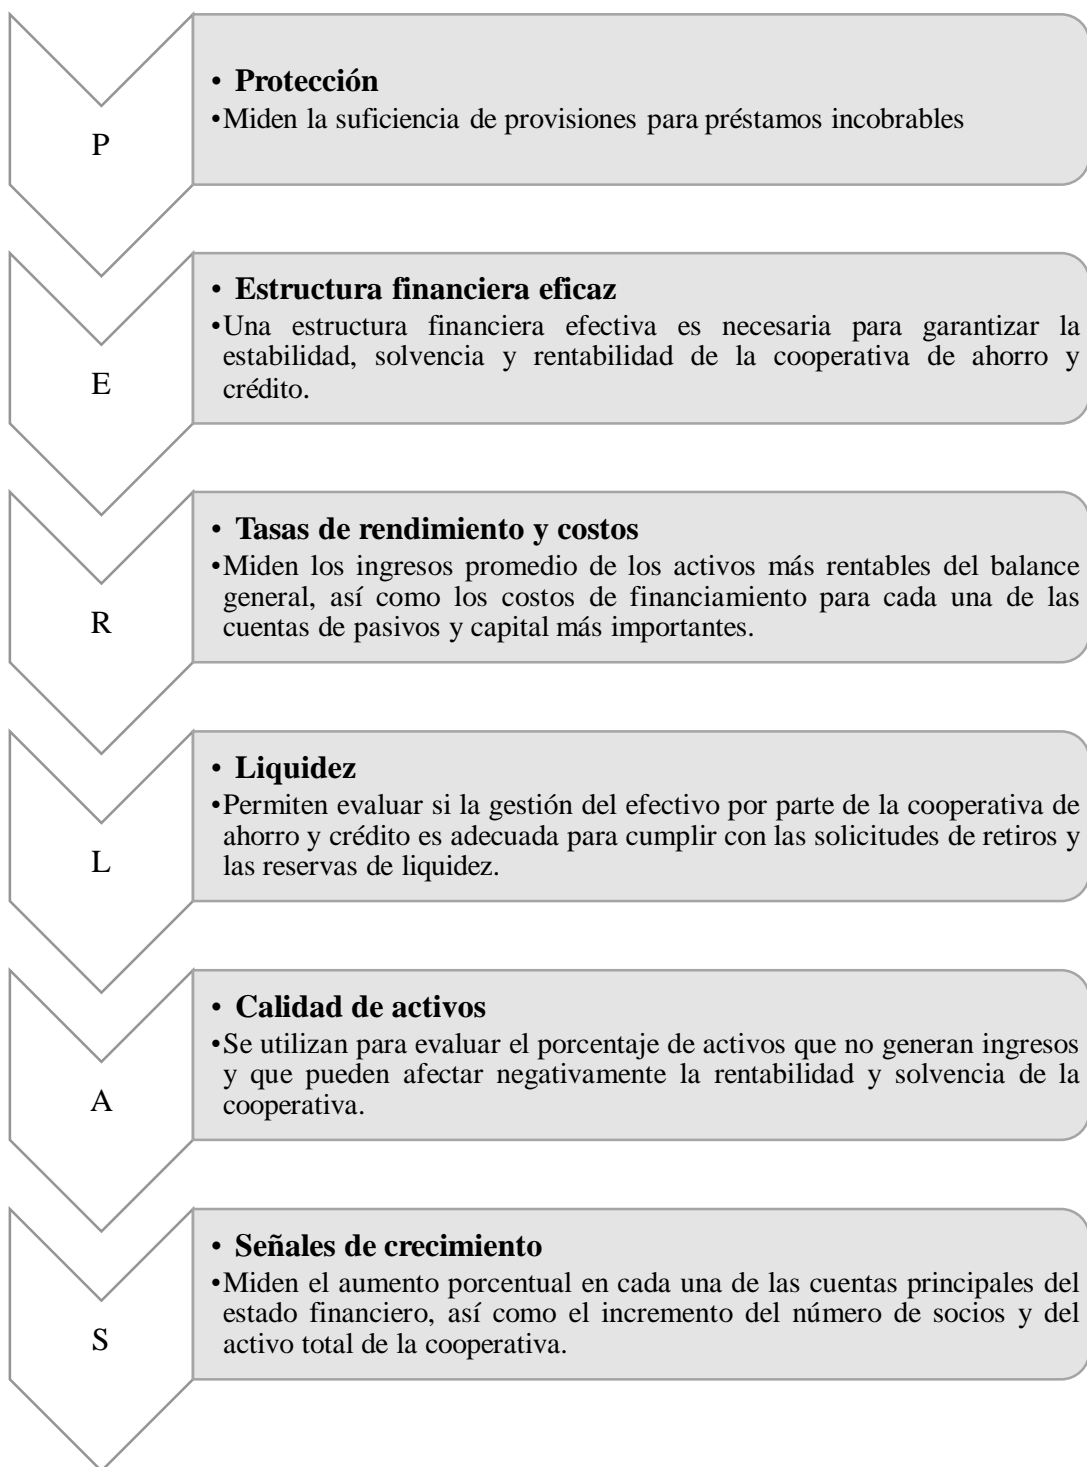 P
• Protección
•Miden la suficiencia de provisiones para préstamos incobrables
E
• Estructura financiera eficaz
•Una estructura financiera efectiva es necesaria para garantizar la
estabilidad, solvencia y rentabilidad de la cooperativa de ahorro y
crédito.
R
• Tasas de rendimiento y costos
•Miden los ingresos promedio de los activos más rentables del balance
general, así como los costos de financiamiento para cada una de las
cuentas de pasivos y capital más importantes.
L
• Liquidez
•Permiten evaluar si la gestión del efectivo por parte de la cooperativa de
ahorro y crédito es adecuada para cumplir con las solicitudes de retiros y
las reservas de liquidez.
A
• Calidad de activos
•Se utilizan para evaluar el porcentaje de activos que no generan ingresos
y que pueden afectar negativamente la rentabilidad y solvencia de la
cooperativa.
S
• Señales de crecimiento
•Miden el aumento porcentual en cada una de las cuentas principales del
estado financiero, así como el incremento del número de socios y del
activo total de la cooperativa.